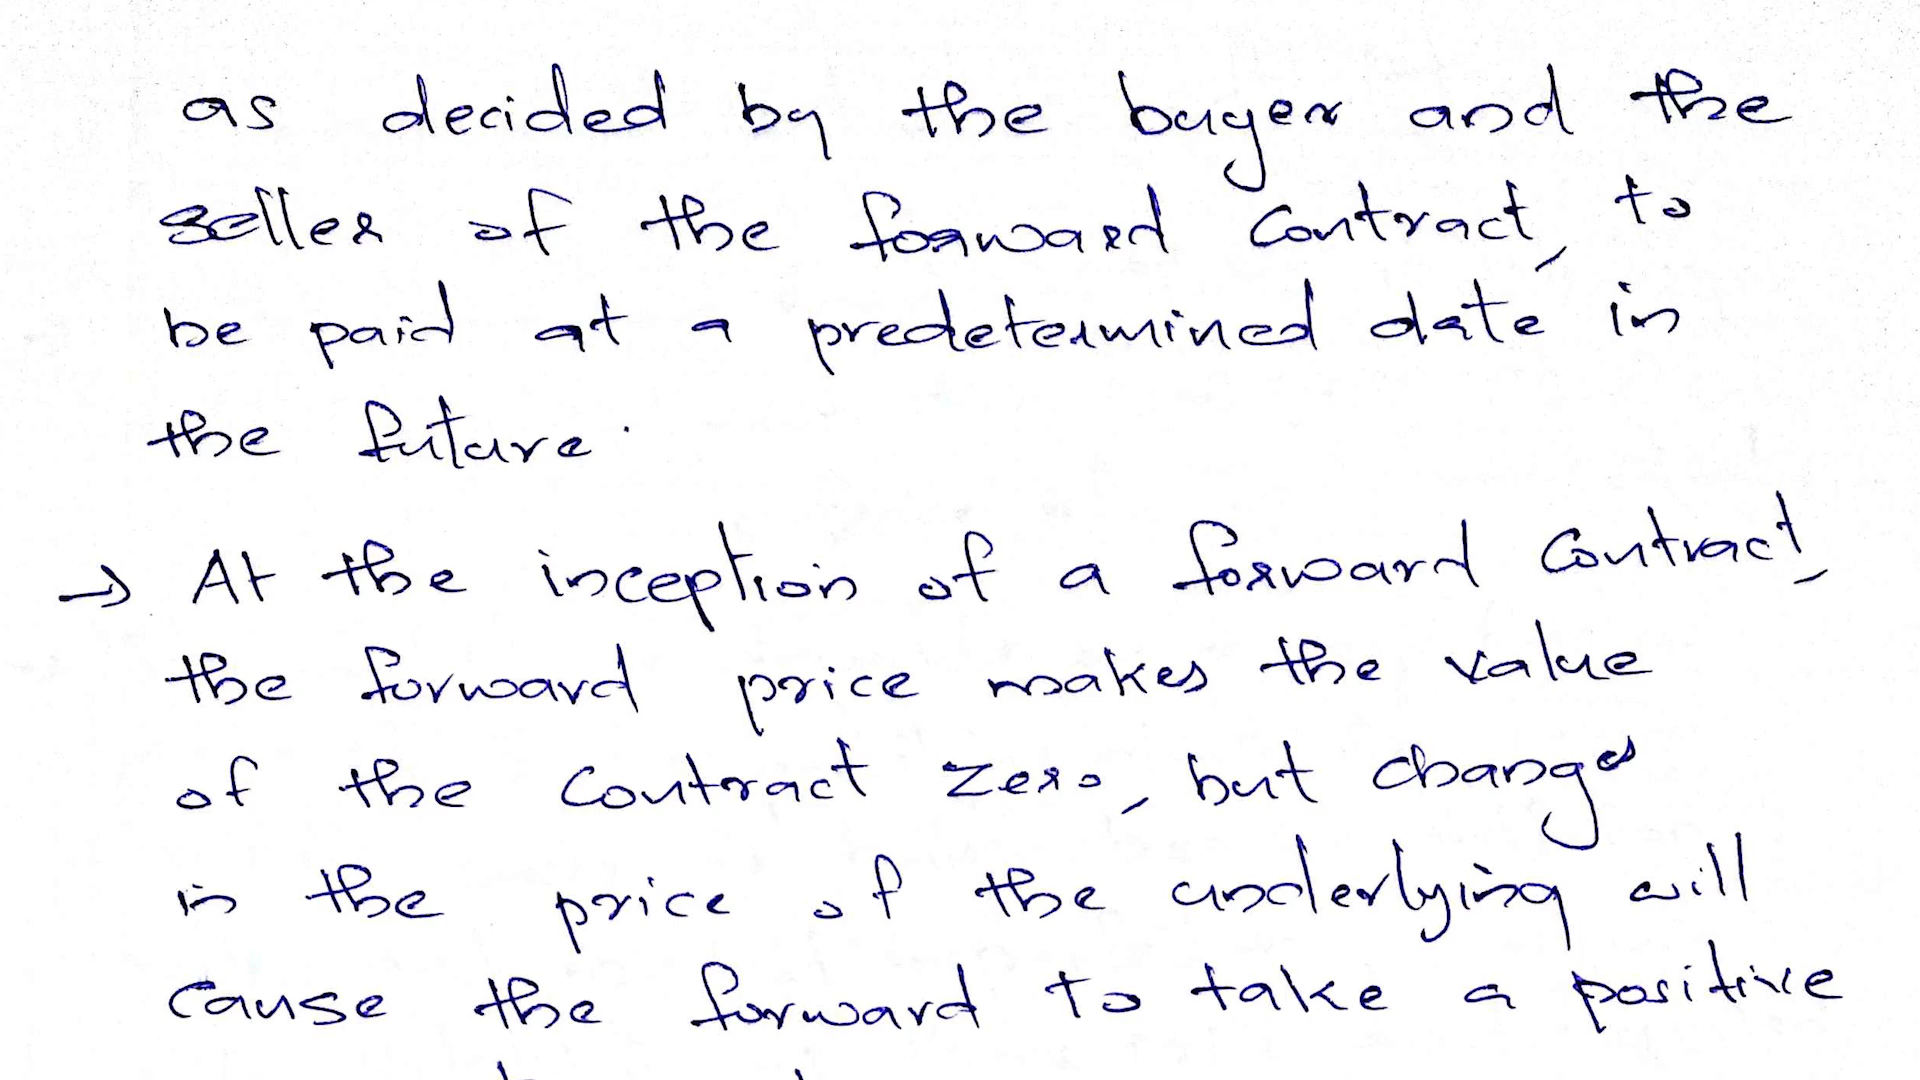 as decided by the buyer and the
seller of the forward contract, to
be paid at a predetermined date in
the future.
→ At the inception of a forward contract,
the forward price makes the value
of the contract zero, but changes
in the price of the underlying will
cause the forward to take a positive